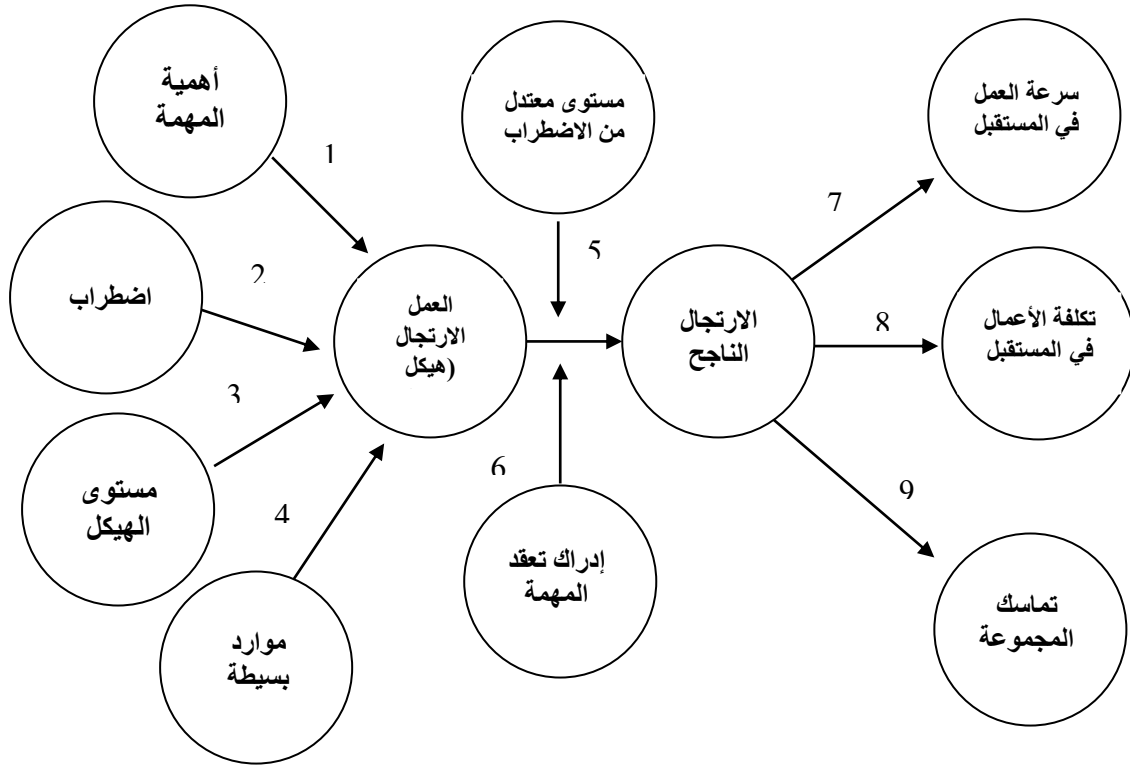 أهمية
المهمة
مستوى معتدل
من الاضطراب
سرعة العمل
في المستقبل
1
7
2
5
اضطراب
العمل
الارتجال
(هيكل
الارتجال
الناجح
8
تكلفة الأعمال
في المستقبل
3
مستوى
الهيكل
4
6
9
إدراك تعقد
المهمة
موارد
بسيطة
تماسك
المجموعة